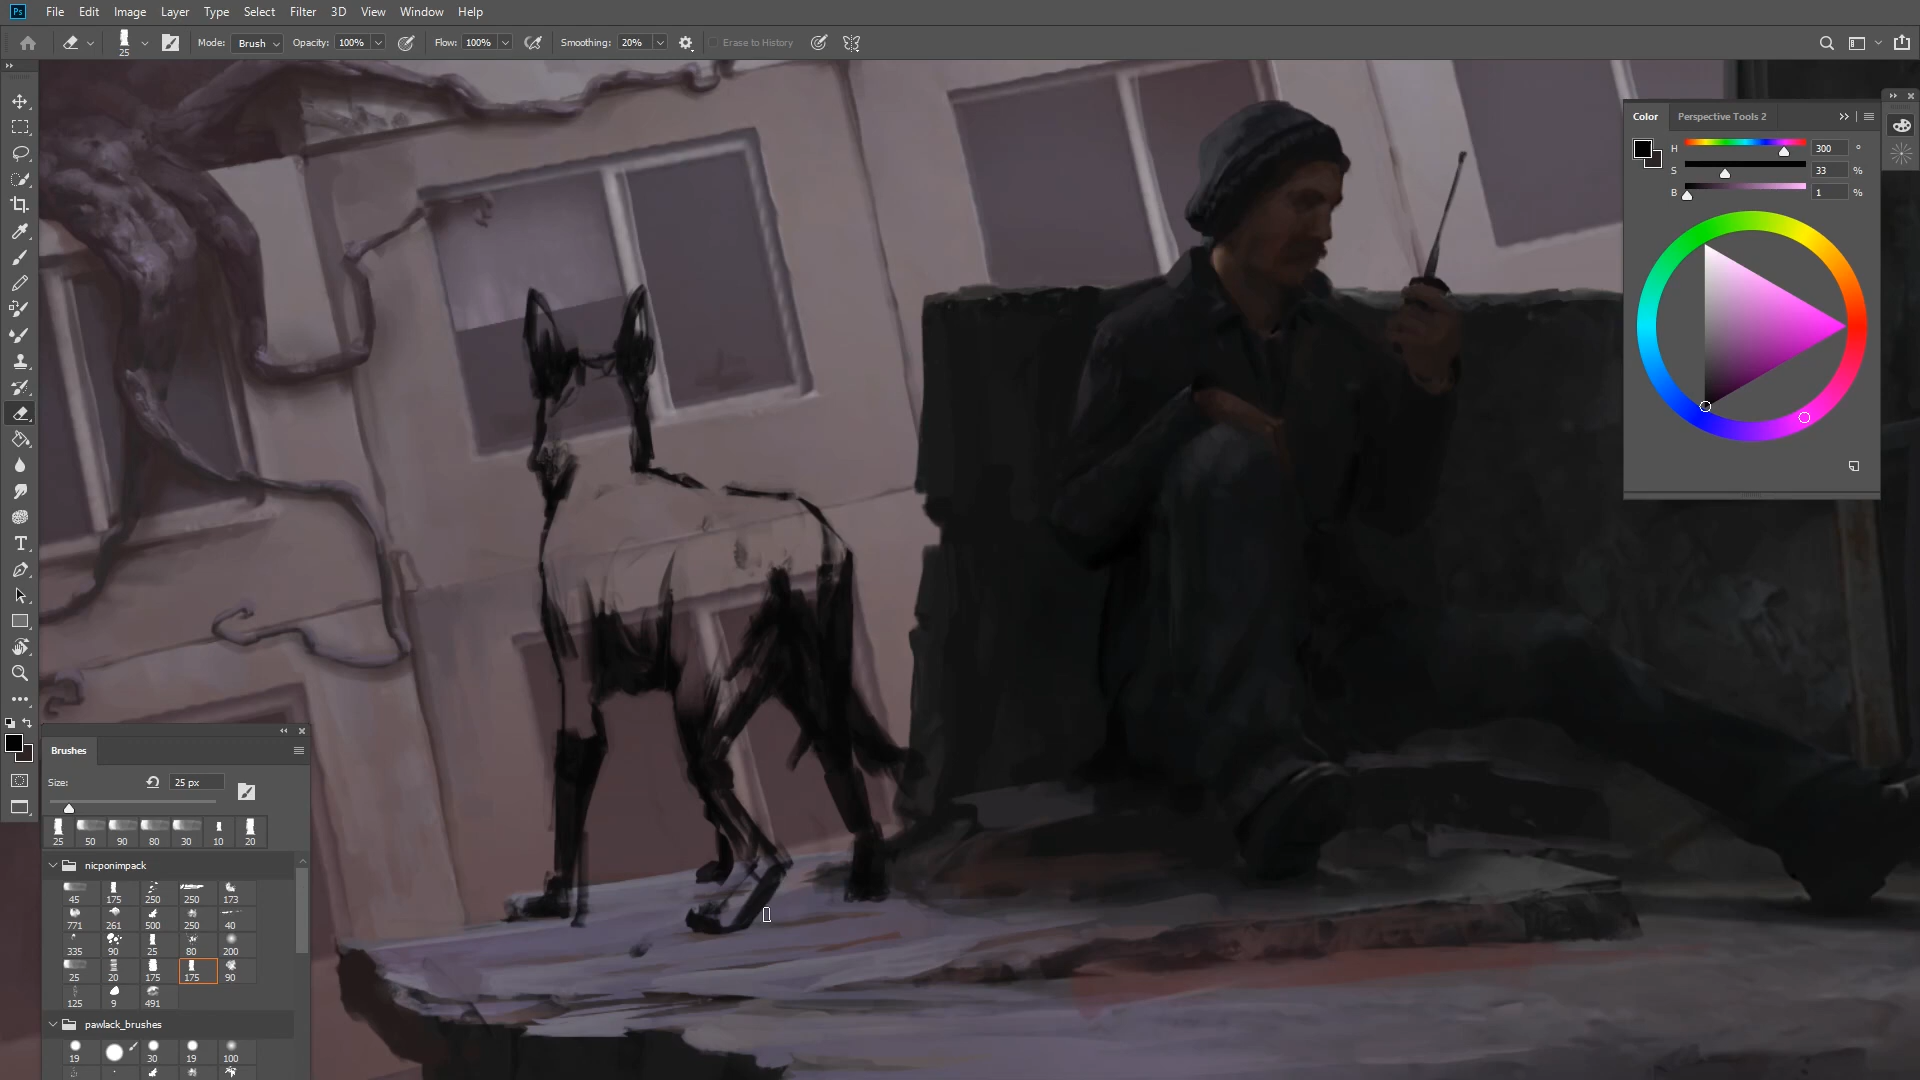 Ps File Edit Image Layer Type Select Filter 3D View Window Help
25 Mode: Brush Opacity: 100% Flow: 100% Smoothing: 20% Erase to History
Color Perspective Tools 2
H 300 °
S 33 %
B 1 %
T
Brushes
Size: 25 px
25 50 90 80 30 10 20
nicponimpack
45 175 250 250 173
771 261 500 250 40
335 90 25 80 200
25 20 175 175 90
125 9 491
pawlack_brushes
19 30 19 100